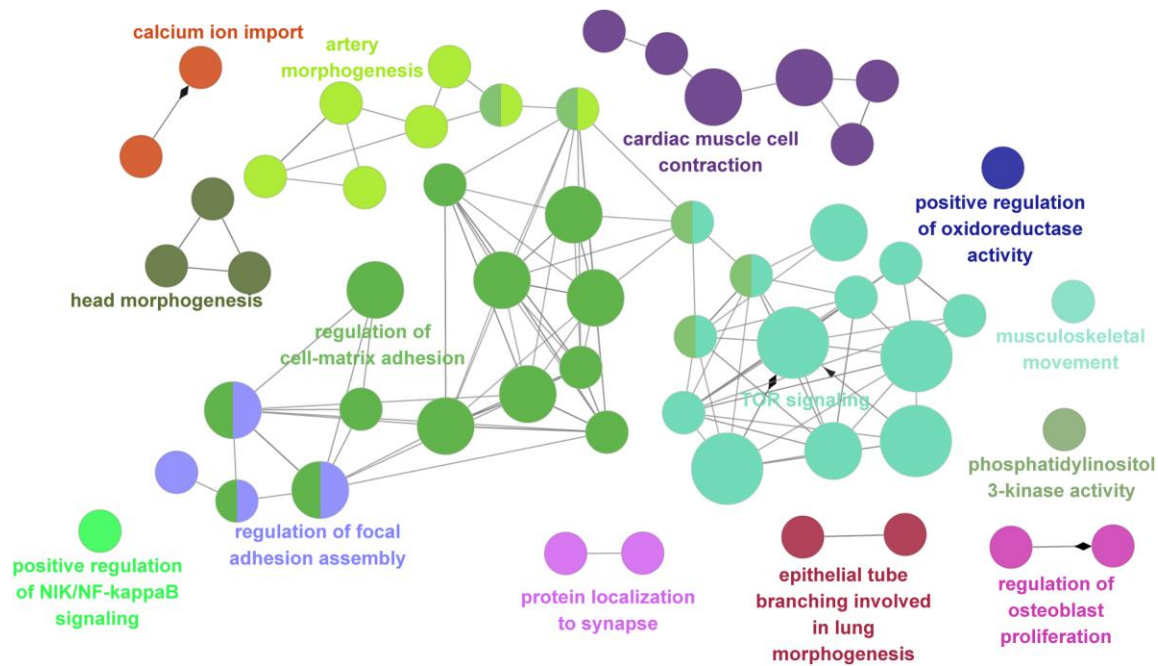 calcium ion import
artery
morphogenesis
cardiac muscle cell
contraction
positive regulation
of oxidoreductase
activity
head morphogenesis
regulation of
cell-matrix adhesion
musculoskeletal
movement
TOR signaling
phosphatidylinositol
3-kinase activity
regulation of focal
adhesion assembly
positive regulation
of NIK/NF-kappaB
signaling
protein localization
to synapse
epithelial tube
branching involved
in lung
morphogenesis
regulation of
osteoblast
proliferation